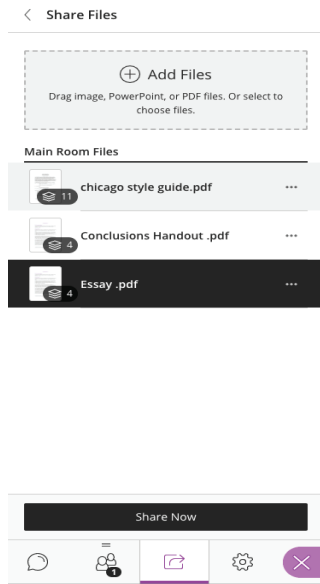 Share Files
Add Files
Drag image, PowerPoint, or PDF files. Or select to
choose files.
Main Room Files
chicago style guide.pdf
11
Conclusions Handout .pdf
4
Essay .pdf
4
Share Now
1